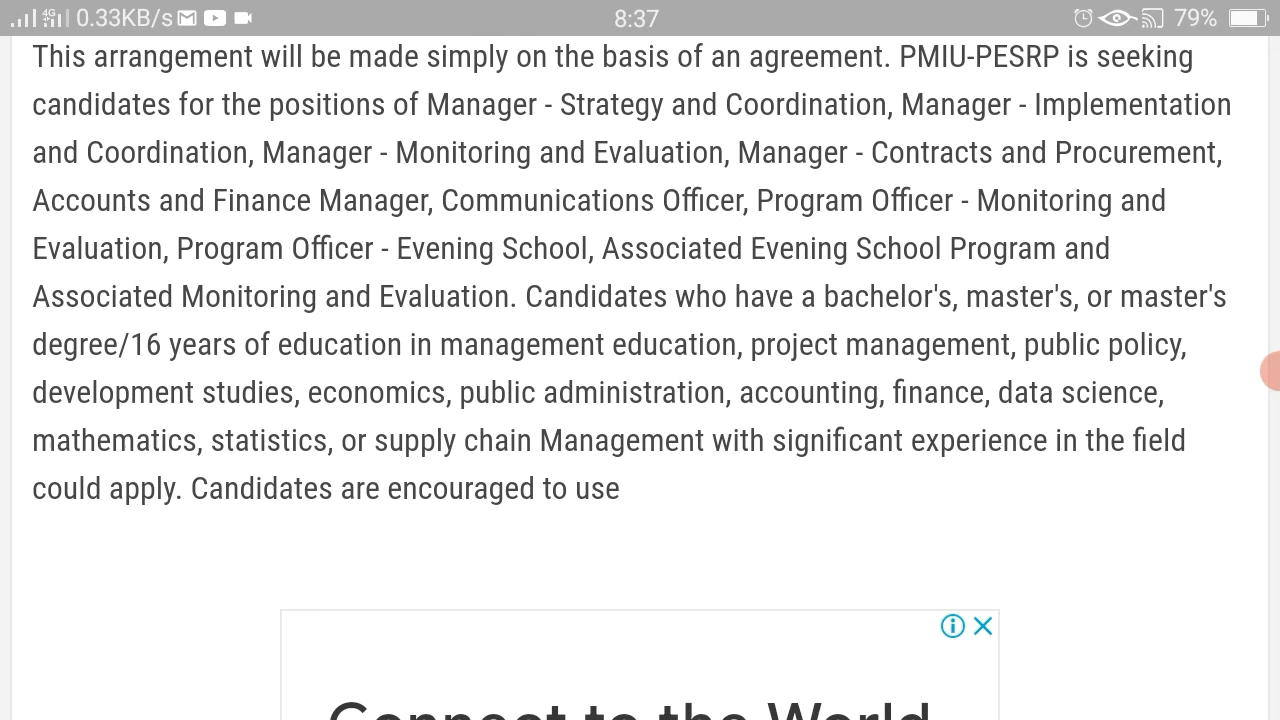 4G 0.33KB/s 8:37 79%
This arrangement will be made simply on the basis of an agreement. PMIU-PESRP is seeking
candidates for the positions of Manager - Strategy and Coordination, Manager - Implementation
and Coordination, Manager - Monitoring and Evaluation, Manager - Contracts and Procurement,
Accounts and Finance Manager, Communications Officer, Program Officer - Monitoring and
Evaluation, Program Officer - Evening School, Associated Evening School Program and
Associated Monitoring and Evaluation. Candidates who have a bachelor's, master's, or master's
degree/16 years of education in management education, project management, public policy,
development studies, economics, public administration, accounting, finance, data science,
mathematics, statistics, or supply chain Management with significant experience in the field
could apply. Candidates are encouraged to use
Connect to the World